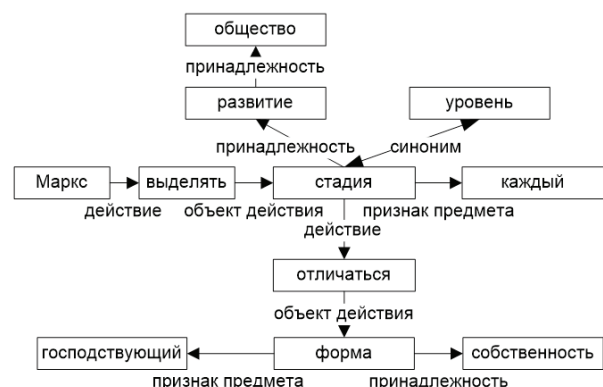 общество
принадлежность
развитие
уровень
принадлежность
синоним
Маркс
выделять
стадия
каждый
действие
объект действия
признак предмета
действие
отличаться
объект действия
господствующий
форма
собственность
признак предмета
принадлежность